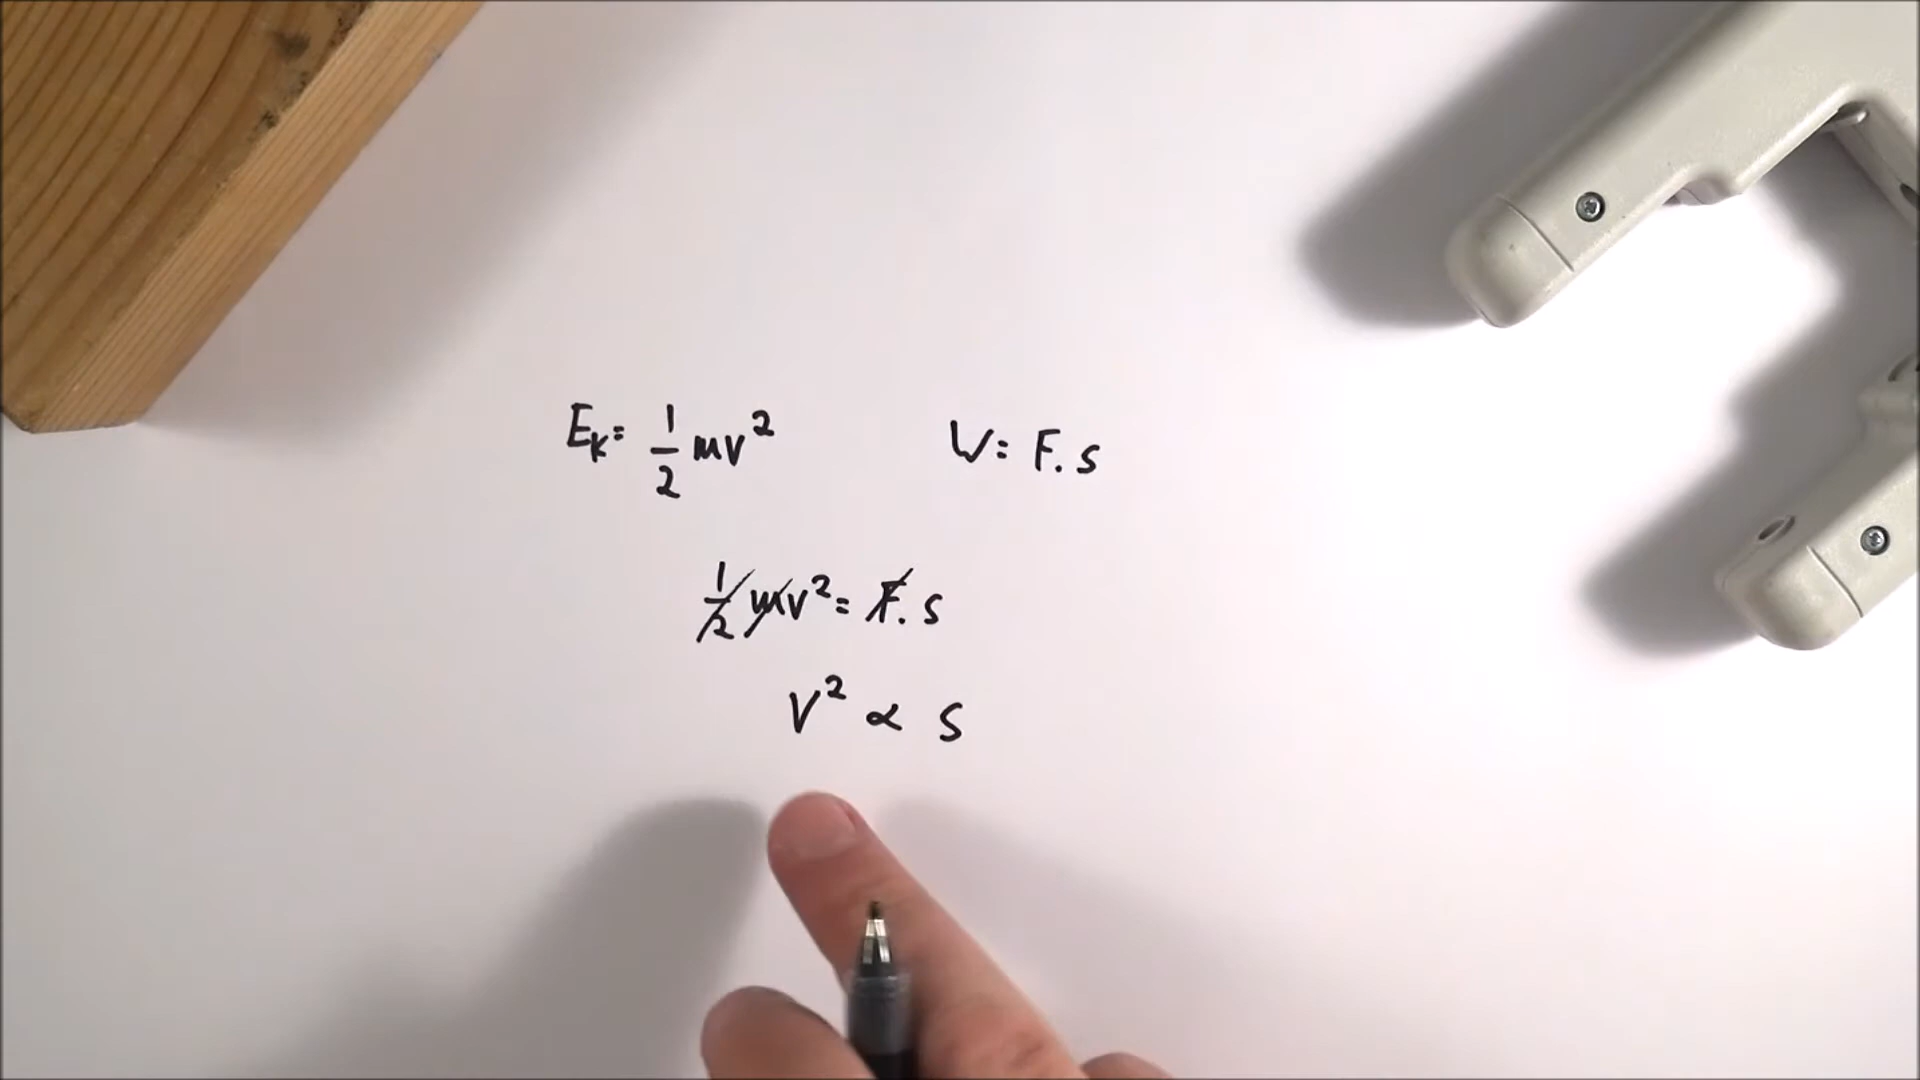 Eₖ= 1/2 mv² W= F. s
1/2 mv²= F. s
v² ∝ s